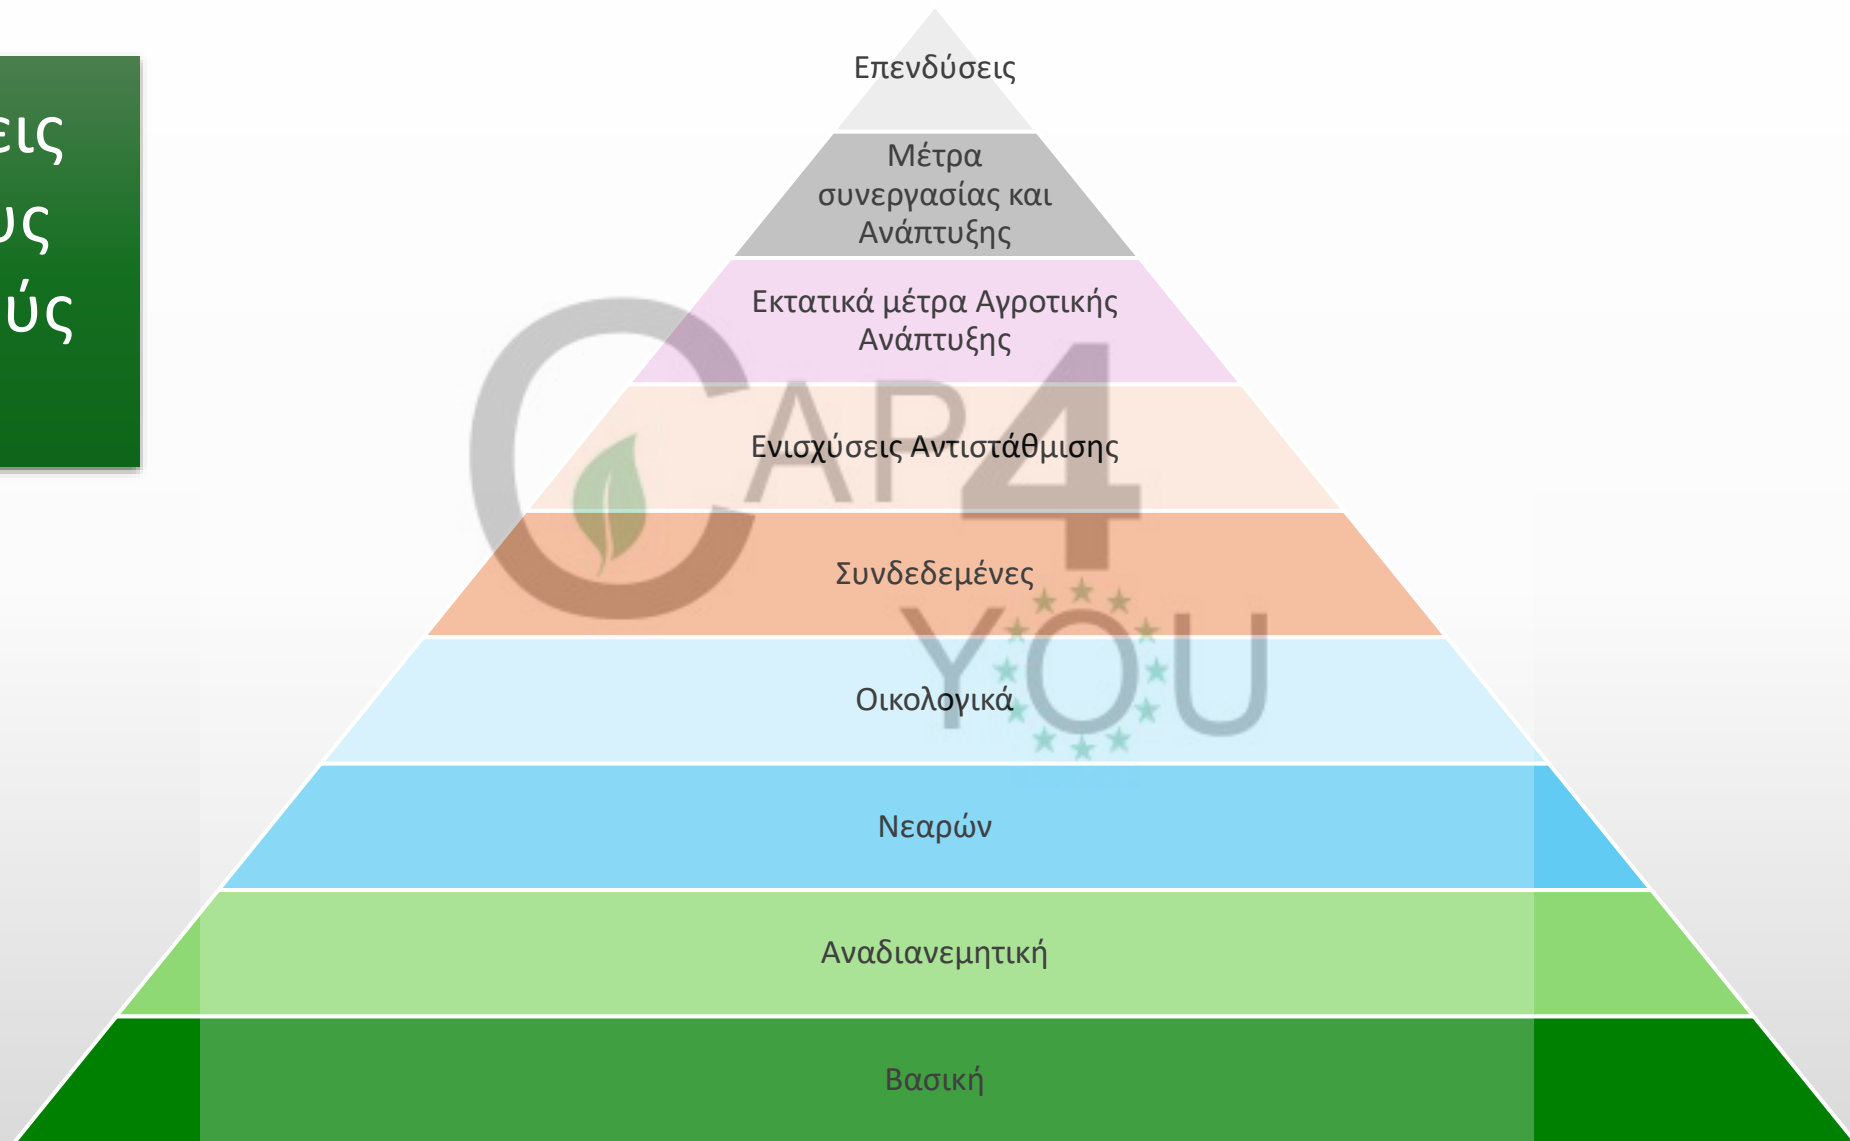 Επενδύσεις
Μέτρα
συνεργασίας και
Ανάπτυξης
Εκτατικά μέτρα Αγροτικής
Ανάπτυξης
Ενισχύσεις Αντιστάθμισης
Συνδεδεμένες
Οικολογικά
Νεαρών
Αναδιανεμητική
Βασική
CAP4
YOU